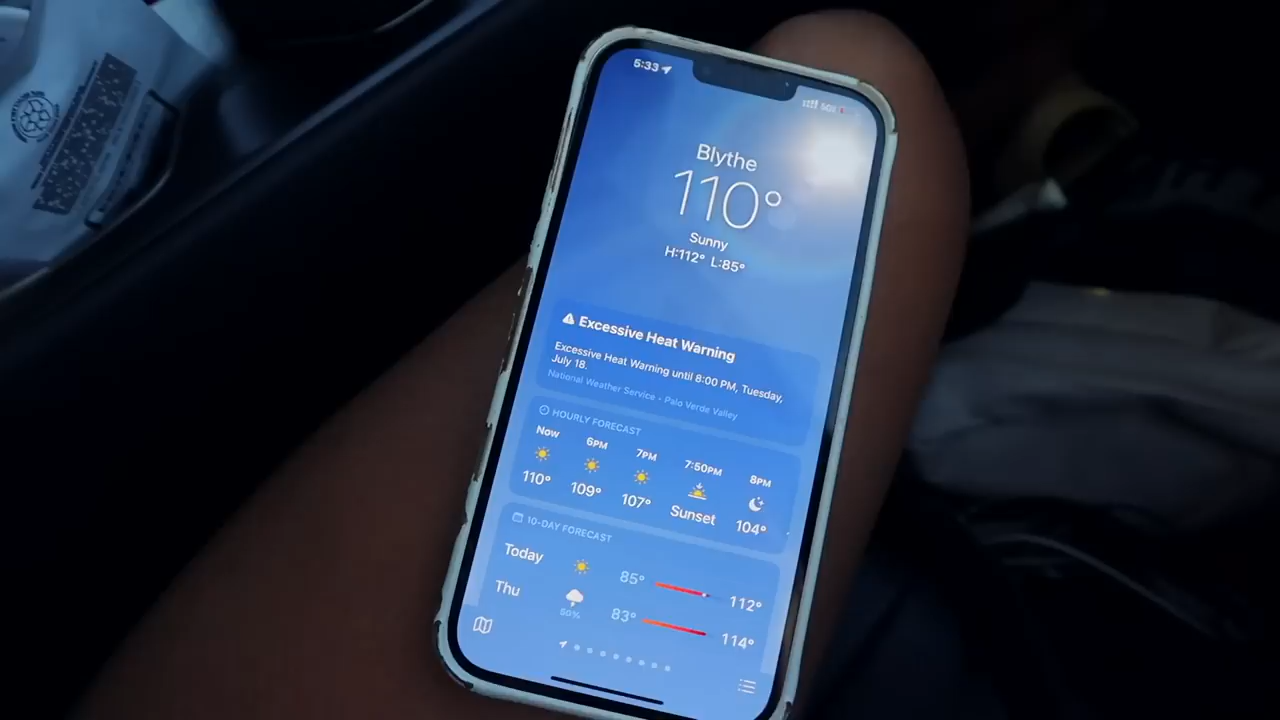 5:33
Blythe
110°
Sunny
H:112° L:85°
Excessive Heat Warning
Excessive Heat Warning until 8:00 PM, Tuesday,
July 18.
National Weather Service - Palo Verde Valley
HOURLY FORECAST
Now 6PM 7PM 7:50PM 8PM
110° 109° 107° Sunset 104°
10-DAY FORECAST
Today 85° 112°
Thu 50% 83° 114°